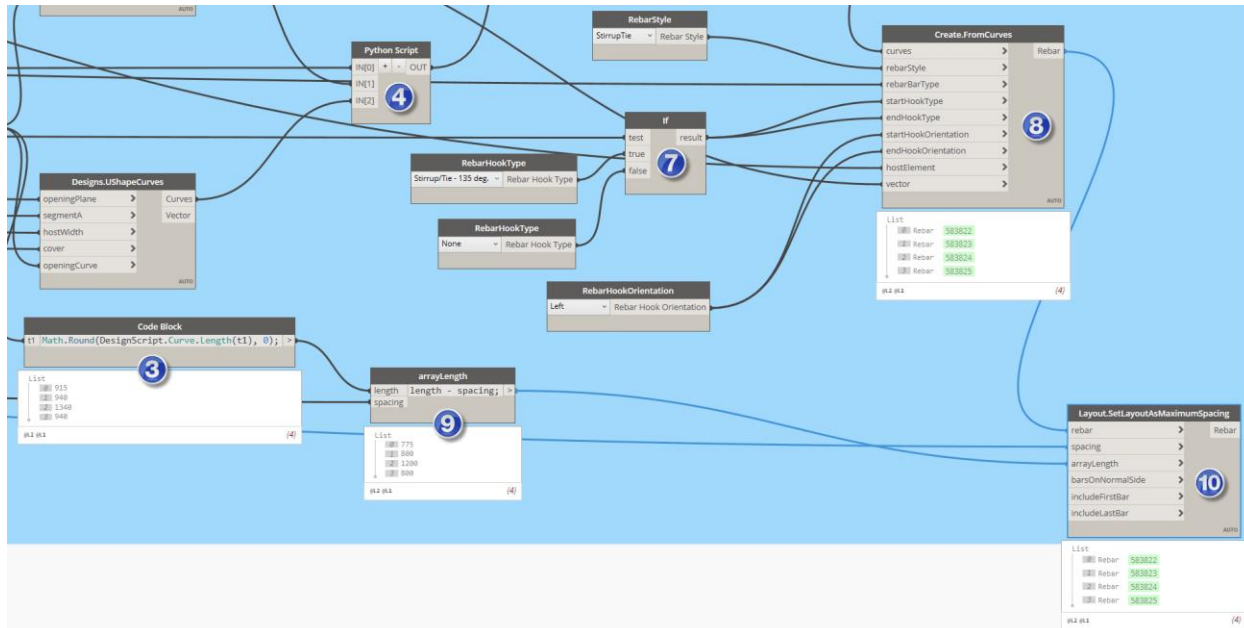 AUTO
Python Script
IN[0] + - OUT
IN[1]
IN[2]
4
RebarStyle
StirrupTie Rebar Style
Create.FromCurves
curves > Rebar
rebarStyle >
rebarBarType >
startHookType >
endHookType >
startHookOrientation >
endHookOrientation >
hostElement >
vector >
8
AUTO
List
0 Rebar 583822
1 Rebar 583823
2 Rebar 583824
3 Rebar 583825
@L2 @L1 {4}
If
test result
true
false
7
RebarHookType
Stirrup/Tie - 135 deg. Rebar Hook Type
RebarHookType
None Rebar Hook Type
RebarHookOrientation
Left Rebar Hook Orientation
Designs.UShapeCurves
openingPlane > Curves
segmentA > Vector
hostWidth >
cover >
openingCurve >
AUTO
Code Block
t1 Math.Round(DesignScript.Curve.Length(t1), 0); >
3
List
0 915
1 940
2 1340
3 940
@L2 @L1 {4}
arrayLength
length length - spacing; >
spacing
9
List
0 775
1 800
2 1200
3 800
@L2 @L1 {4}
Layout.SetLayoutAsMaximumSpacing
rebar > Rebar
spacing >
arrayLength >
barsOnNormalSide >
includeFirstBar >
includeLastBar >
10
AUTO
List
0 Rebar 583822
1 Rebar 583823
2 Rebar 583824
3 Rebar 583825
@L2 @L1 {4}